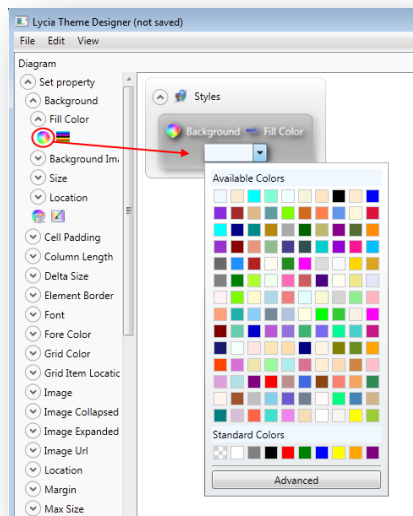 Lycia Theme Designer (not saved)
File Edit View
Diagram
Set property
Background
Fill Color
Background Ima
Size
Location
Cell Padding
Column Length
Delta Size
Element Border
Font
Fore Color
Grid Color
Grid Item Locatic
Image
Image Collapsed
Image Expanded
Image Url
Location
Margin
Max Size
Styles
Background Fill Color
Available Colors
Standard Colors
Advanced